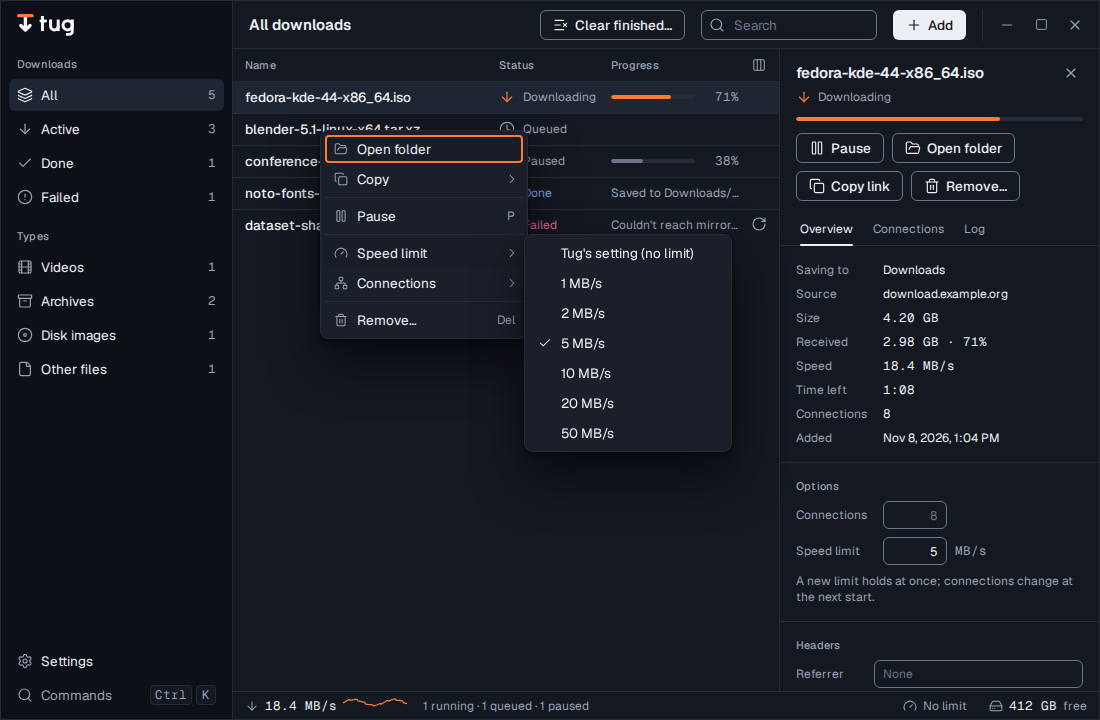 tug
All downloads
Clear finished…
Search
Add
Downloads
All 5
Active 3
Done 1
Failed 1
Types
Videos 1
Archives 2
Disk images 1
Other files 1
Settings
Commands Ctrl K
Name Status Progress
fedora-kde-44-x86_64.iso Downloading 71%
blender-5.1-linux-x64.tar.xz Queued
conference- Paused 38%
noto-fonts- Done Saved to Downloads/…
dataset-sha Failed Couldn't reach mirror…
Open folder
Copy
Pause P
Speed limit
Connections
Remove… Del
Tug's setting (no limit)
1 MB/s
2 MB/s
5 MB/s
10 MB/s
20 MB/s
50 MB/s
fedora-kde-44-x86_64.iso
Downloading
Pause
Open folder
Copy link
Remove…
Overview Connections Log
Saving to Downloads
Source download.example.org
Size 4.20 GB
Received 2.98 GB · 71%
Speed 18.4 MB/s
Time left 1:08
Connections 8
Added Nov 8, 2026, 1:04 PM
Options
Connections 8
Speed limit 5 MB/s
A new limit holds at once; connections change at
the next start.
Headers
Referrer None
18.4 MB/s 1 running · 1 queued · 1 paused
No limit 412 GB free